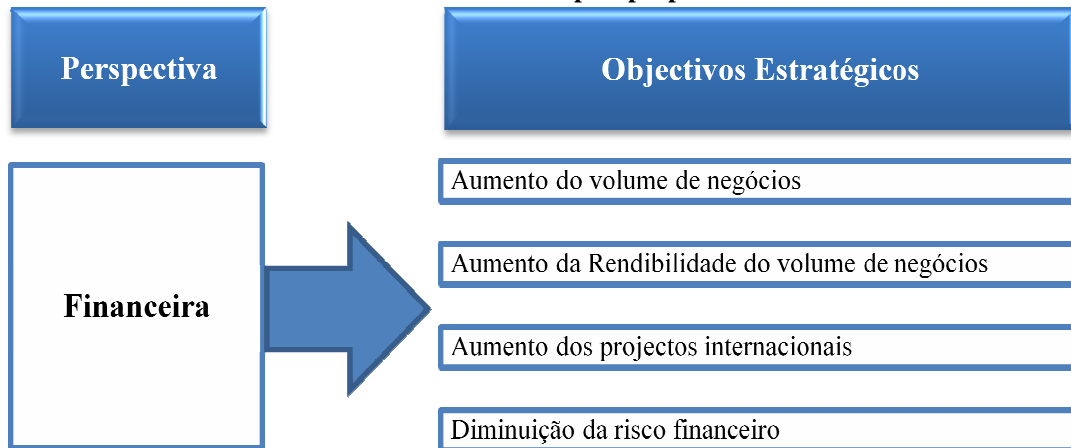 Perspectiva
Objectivos Estratégicos
Financeira
Aumento do volume de negócios
Aumento da Rendibilidade do volume de negócios
Aumento dos projectos internacionais
Diminuição da risco financeiro